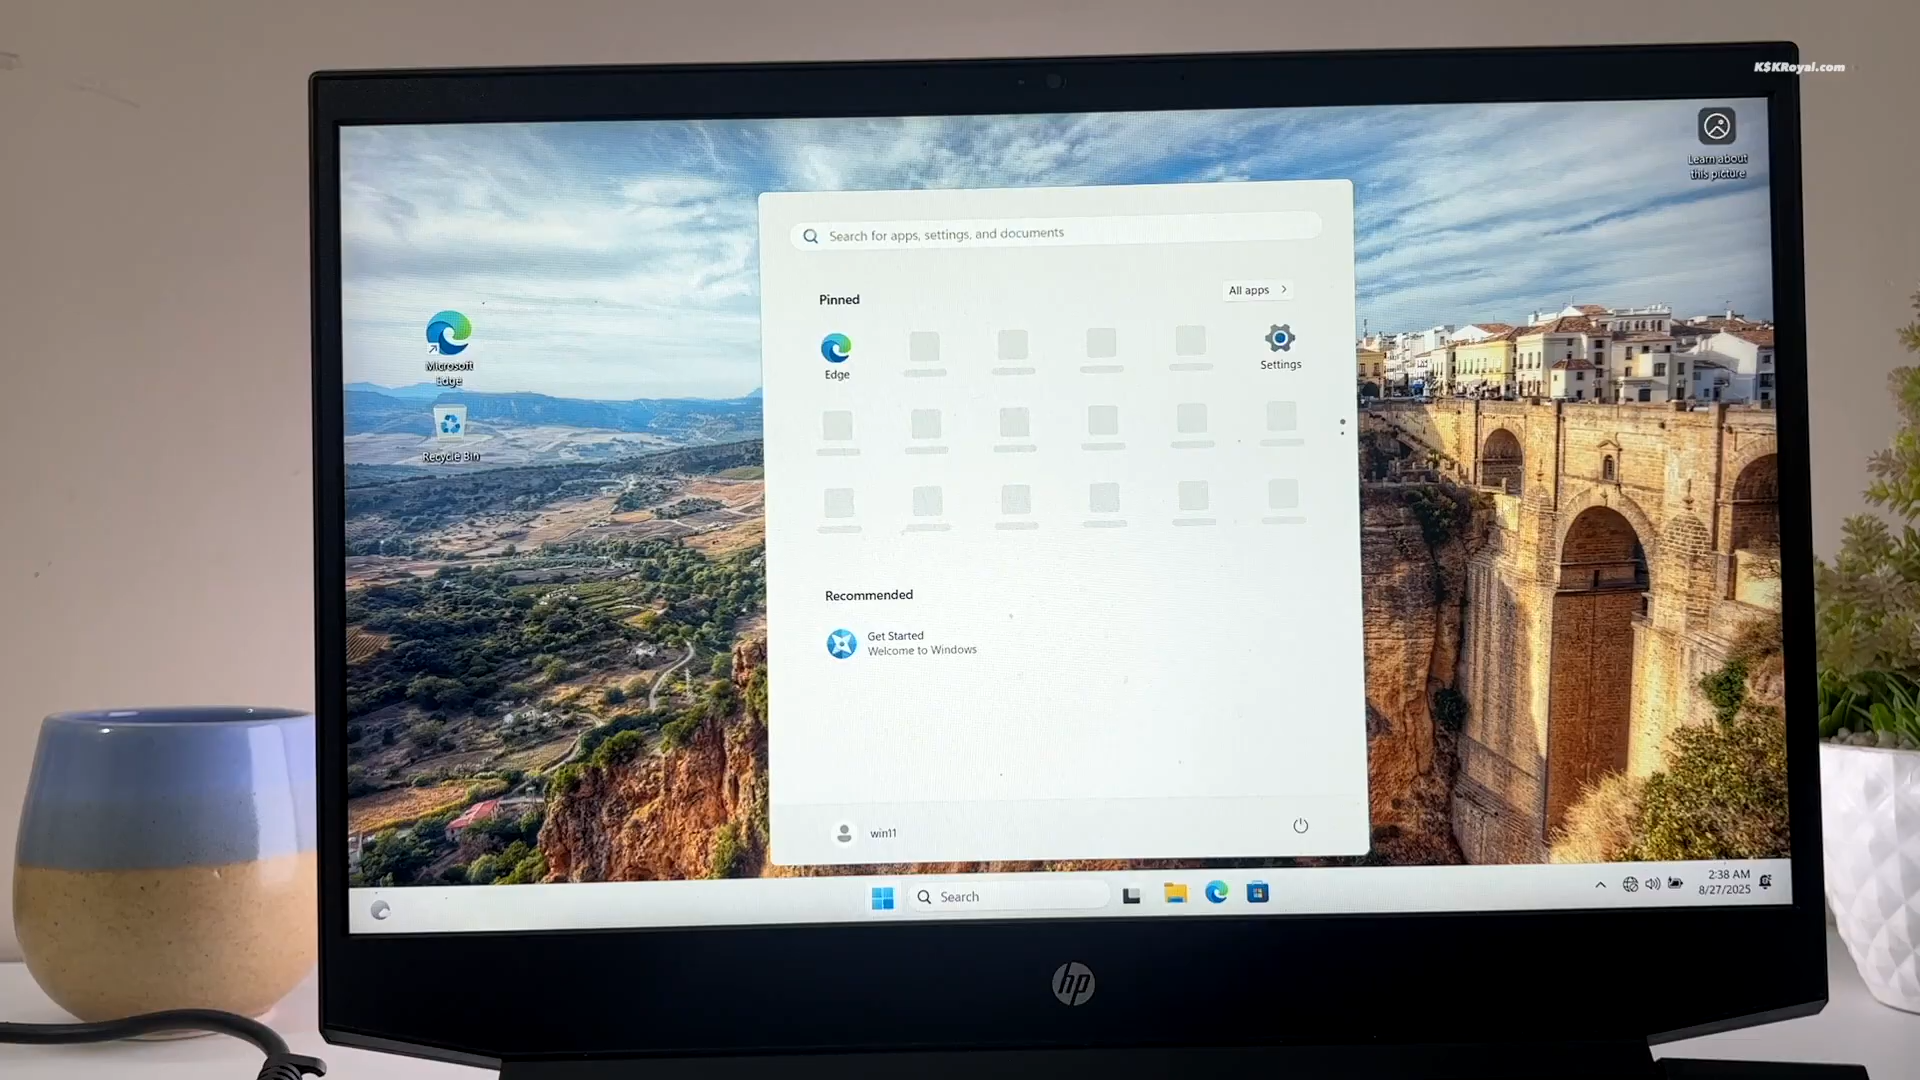 K$KRoyal.com
Learn about
this picture
Search for apps, settings, and documents
Pinned
All apps
Edge
Settings
Microsoft
Edge
Recycle Bin
Recommended
Get Started
Welcome to Windows
win11
Search
2:38 AM
8/27/2025
hp